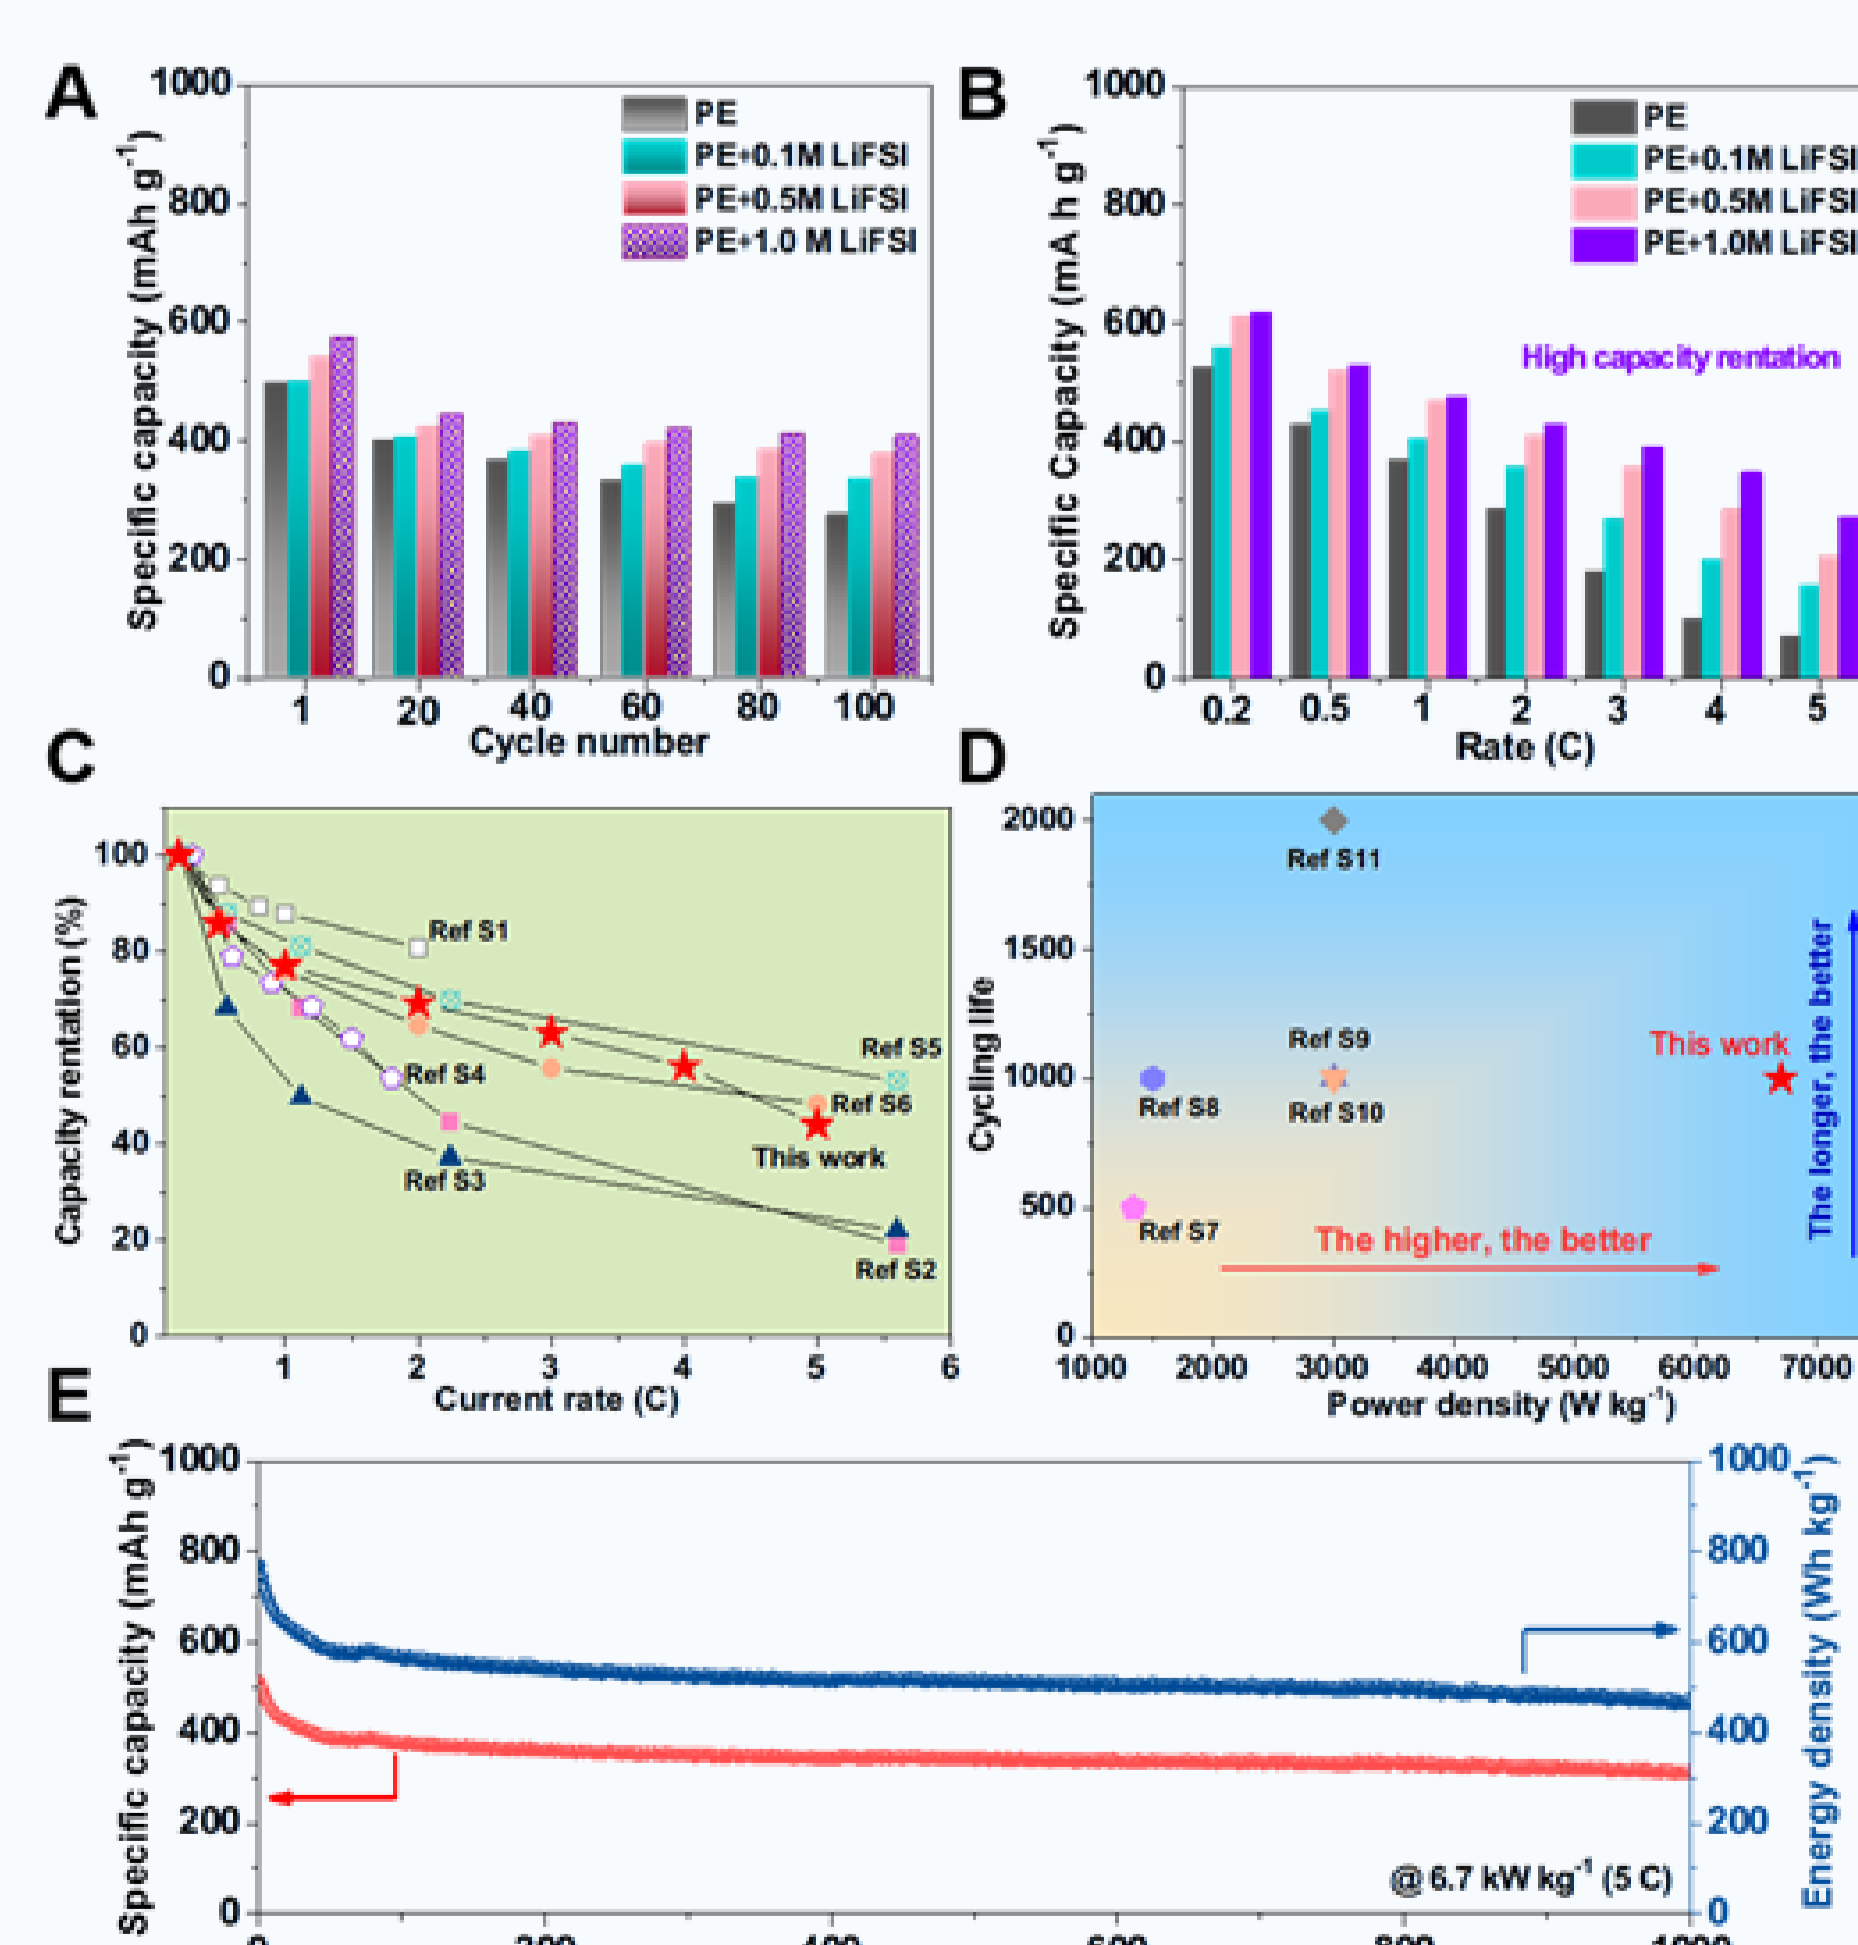 A
1000
800
600
400
200
0
Specific capacity (mAh g-1)
PE
PE+0.1M LiFSI
PE+0.5M LiFSI
PE+1.0 M LiFSI
1 20 40 60 80 100
Cycle number
B
1000
800
600
400
200
0
Specific Capacity (mA h g-1)
PE
PE+0.1M LiFSI
PE+0.5M LiFSI
PE+1.0M LiFSI
High capacity rentation
0.2 0.5 1 2 3 4 5
Rate (C)
C
100
80
60
40
20
0
Capacity rentation (%)
Ref S1
Ref S5
Ref S4
Ref S6
This work
Ref S3
Ref S2
1 2 3 4 5 6
Current rate (C)
D
2000
1500
1000
500
0
Cycling life
Ref S11
Ref S9
This work
Ref S8
Ref S10
Ref S7
The higher, the better
The longer, the better
1000 2000 3000 4000 5000 6000 7000
Power density (W kg-1)
E
1000
800
600
400
200
0
Specific capacity (mAh g-1)
1000
800
600
400
200
0
Energy density (Wh kg-1)
@ 6.7 kW kg-1 (5 C)
0 200 400 600 800 1000